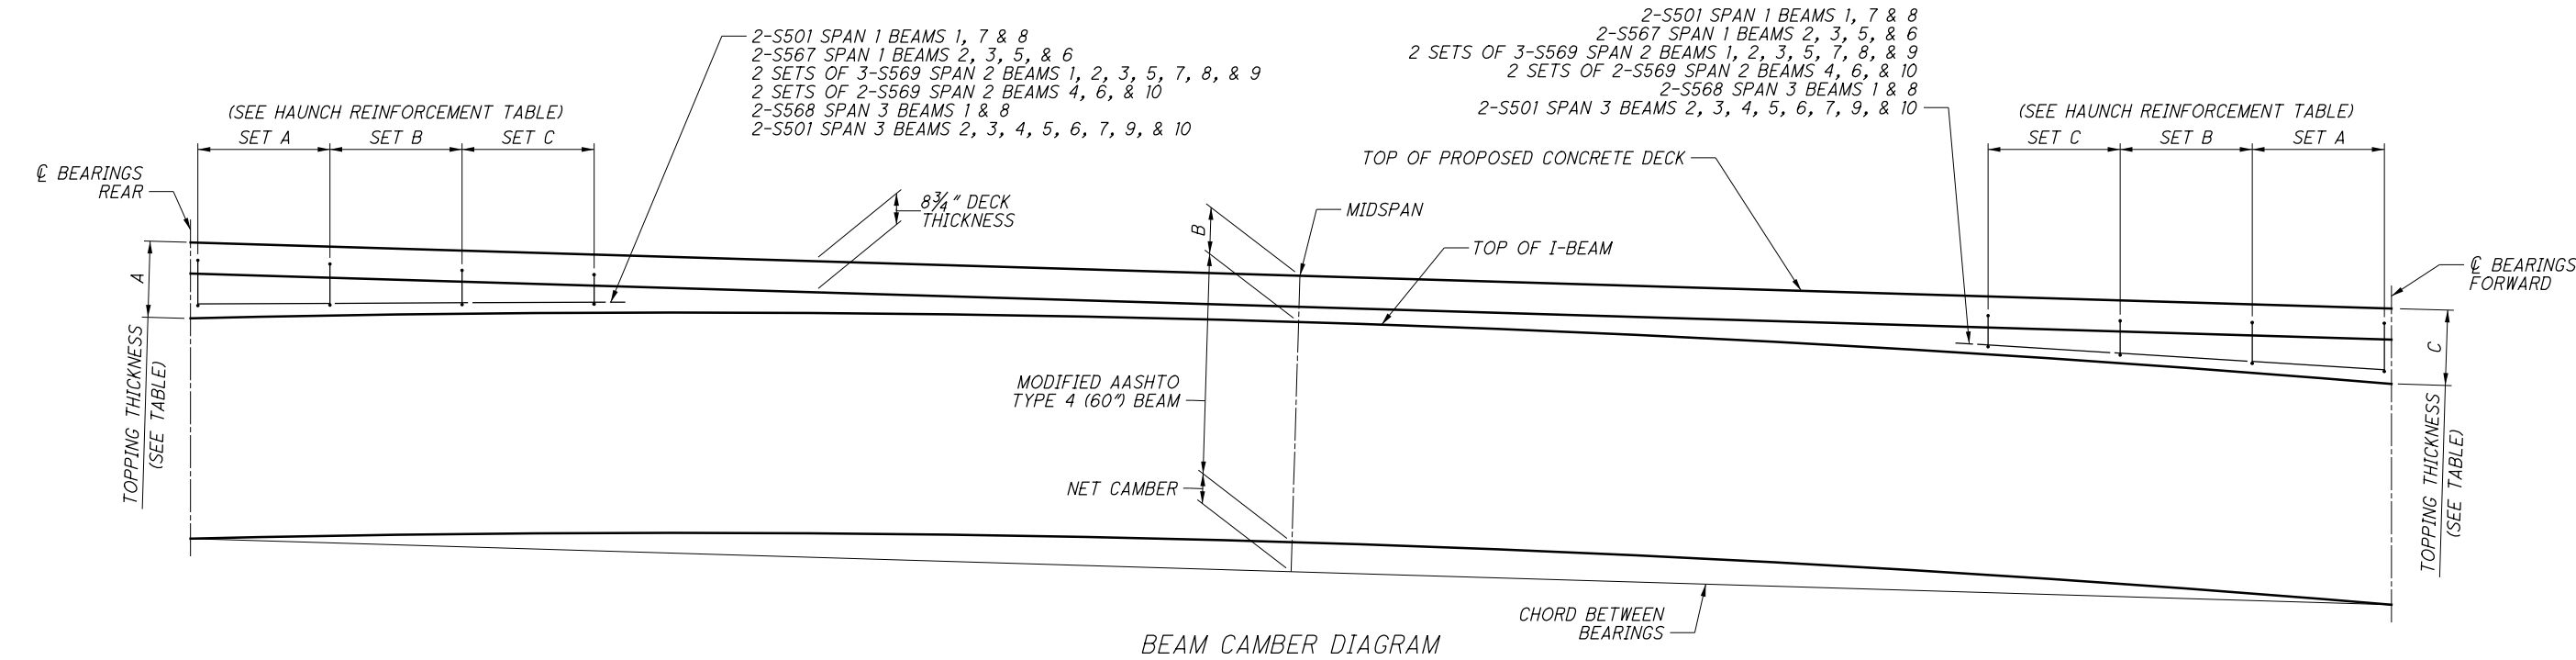 2-S501 SPAN 1 BEAMS 1, 7 & 8
2-S567 SPAN 1 BEAMS 2, 3, 5, & 6
2 SETS OF 3-S569 SPAN 2 BEAMS 1, 2, 3, 5, 7, 8, & 9
2 SETS OF 2-S569 SPAN 2 BEAMS 4, 6, & 10
2-S568 SPAN 3 BEAMS 1 & 8
2-S501 SPAN 3 BEAMS 2, 3, 4, 5, 6, 7, 9, & 10
2-S501 SPAN 1 BEAMS 1, 7 & 8
2-S567 SPAN 1 BEAMS 2, 3, 5, & 6
2 SETS OF 3-S569 SPAN 2 BEAMS 1, 2, 3, 5, 7, 8, & 9
2 SETS OF 2-S569 SPAN 2 BEAMS 4, 6, & 10
2-S568 SPAN 3 BEAMS 1 & 8
2-S501 SPAN 3 BEAMS 2, 3, 4, 5, 6, 7, 9, & 10
(SEE HAUNCH REINFORCEMENT TABLE)
SET A
SET B
SET C
(SEE HAUNCH REINFORCEMENT TABLE)
SET C
SET B
SET A
℄ BEARINGS
REAR
8¾" DECK
THICKNESS
B
MIDSPAN
TOP OF PROPOSED CONCRETE DECK
TOP OF I-BEAM
℄ BEARINGS
FORWARD
A
TOPPING THICKNESS
(SEE TABLE)
MODIFIED AASHTO
TYPE 4 (60") BEAM
NET CAMBER
C
TOPPING THICKNESS
(SEE TABLE)
CHORD BETWEEN
BEARINGS
BEAM CAMBER DIAGRAM